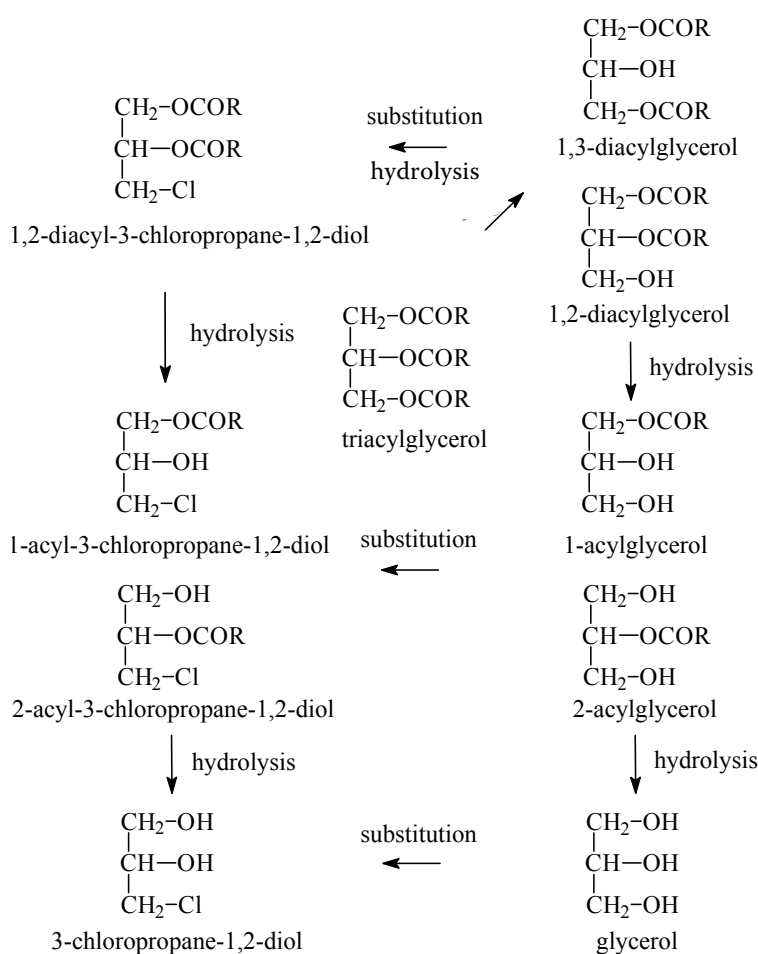 CH₂–OCOR
CH–OH
CH₂–OCOR
1,3-diacylglycerol
CH₂–OCOR
CH–OCOR
CH₂–Cl
1,2-diacyl-3-chloropropane-1,2-diol
substitution
hydrolysis
CH₂–OCOR
CH–OCOR
CH₂–OH
1,2-diacylglycerol
hydrolysis
CH₂–OCOR
CH–OCOR
CH₂–OCOR
triacylglycerol
hydrolysis
CH₂–OCOR
CH–OH
CH₂–Cl
1-acyl-3-chloropropane-1,2-diol
substitution
CH₂–OCOR
CH–OH
CH₂–OH
1-acylglycerol
CH₂–OH
CH–OCOR
CH₂–Cl
2-acyl-3-chloropropane-1,2-diol
CH₂–OH
CH–OCOR
CH₂–OH
2-acylglycerol
hydrolysis
hydrolysis
CH₂–OH
CH–OH
CH₂–Cl
3-chloropropane-1,2-diol
substitution
CH₂–OH
CH–OH
CH₂–OH
glycerol